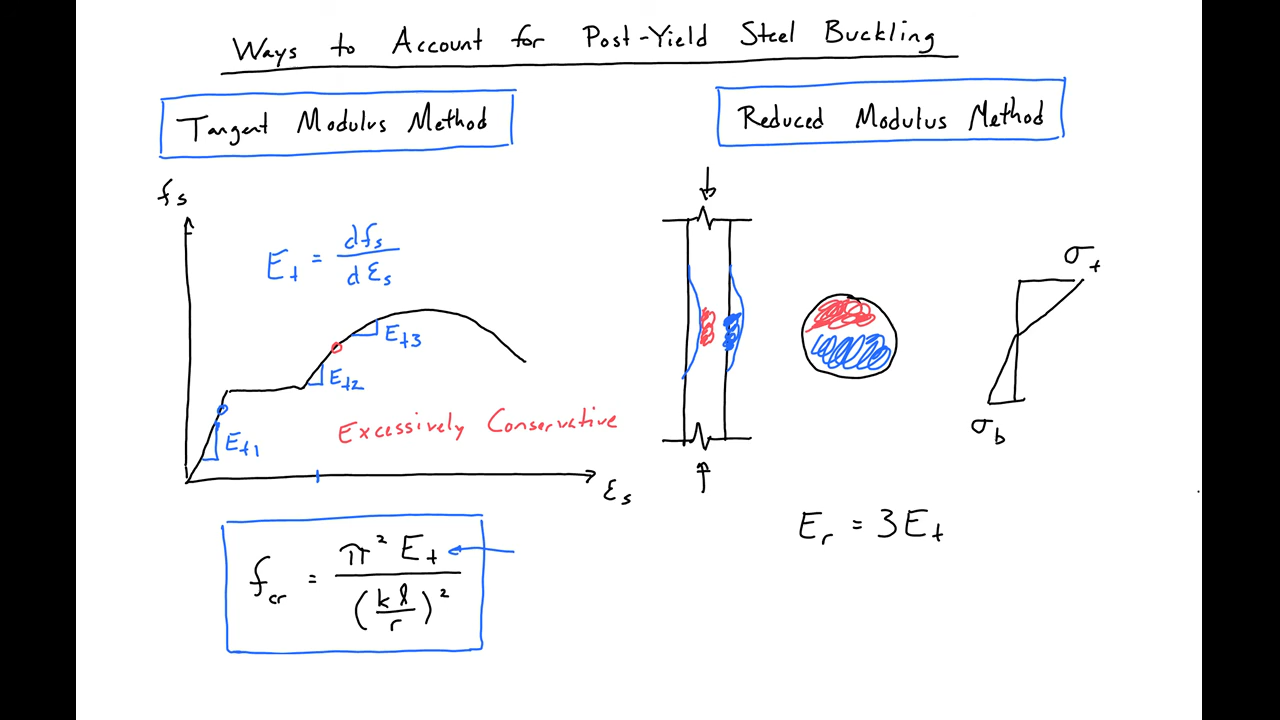 Ways to Account for Post-Yield Steel Buckling
Tangent Modulus Method
fs
Et = dfs / dεs
Et3
Et2
Et1
Excessively Conservative
εs
fcr = π² Et / (kl/r)²
Reduced Modulus Method
σt
σb
Er = 3Et